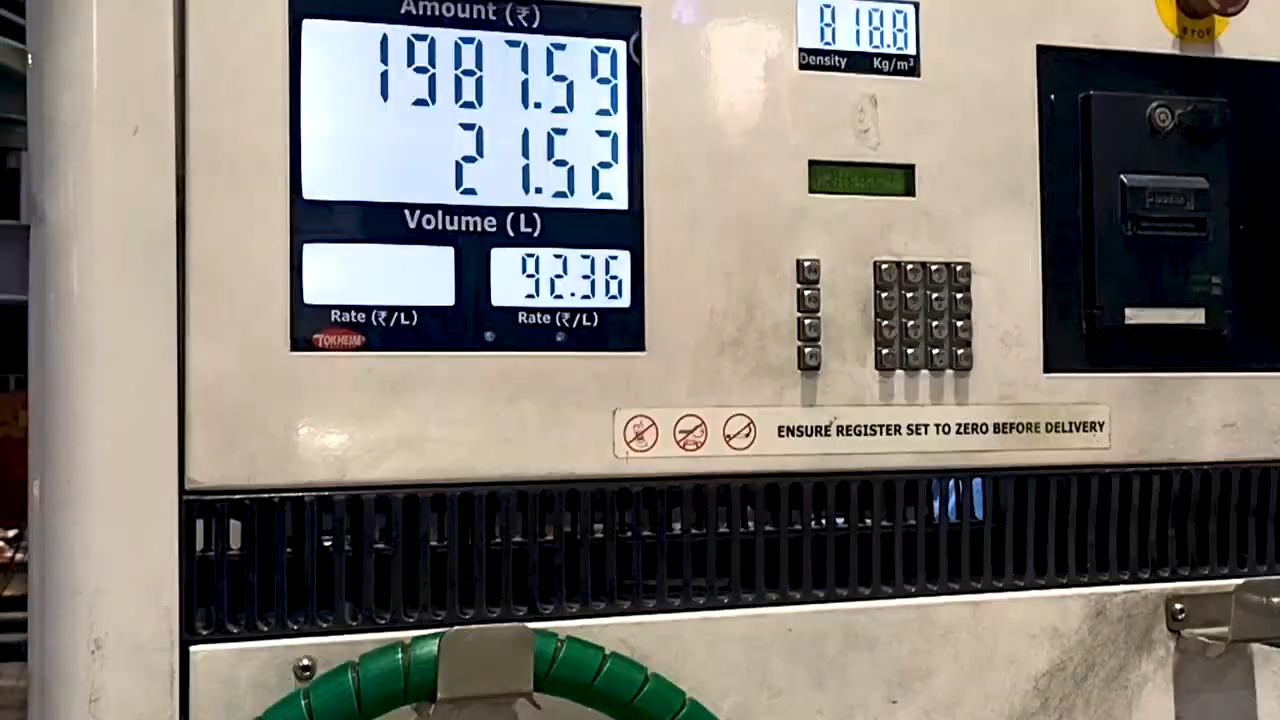 Amount (₹)
1987.59
21.52
Volume (L)
92.36
Rate (₹/L)
Rate (₹/L)
TOKHEIM
818.8
Density Kg/m³
STOP
ENSURE REGISTER SET TO ZERO BEFORE DELIVERY